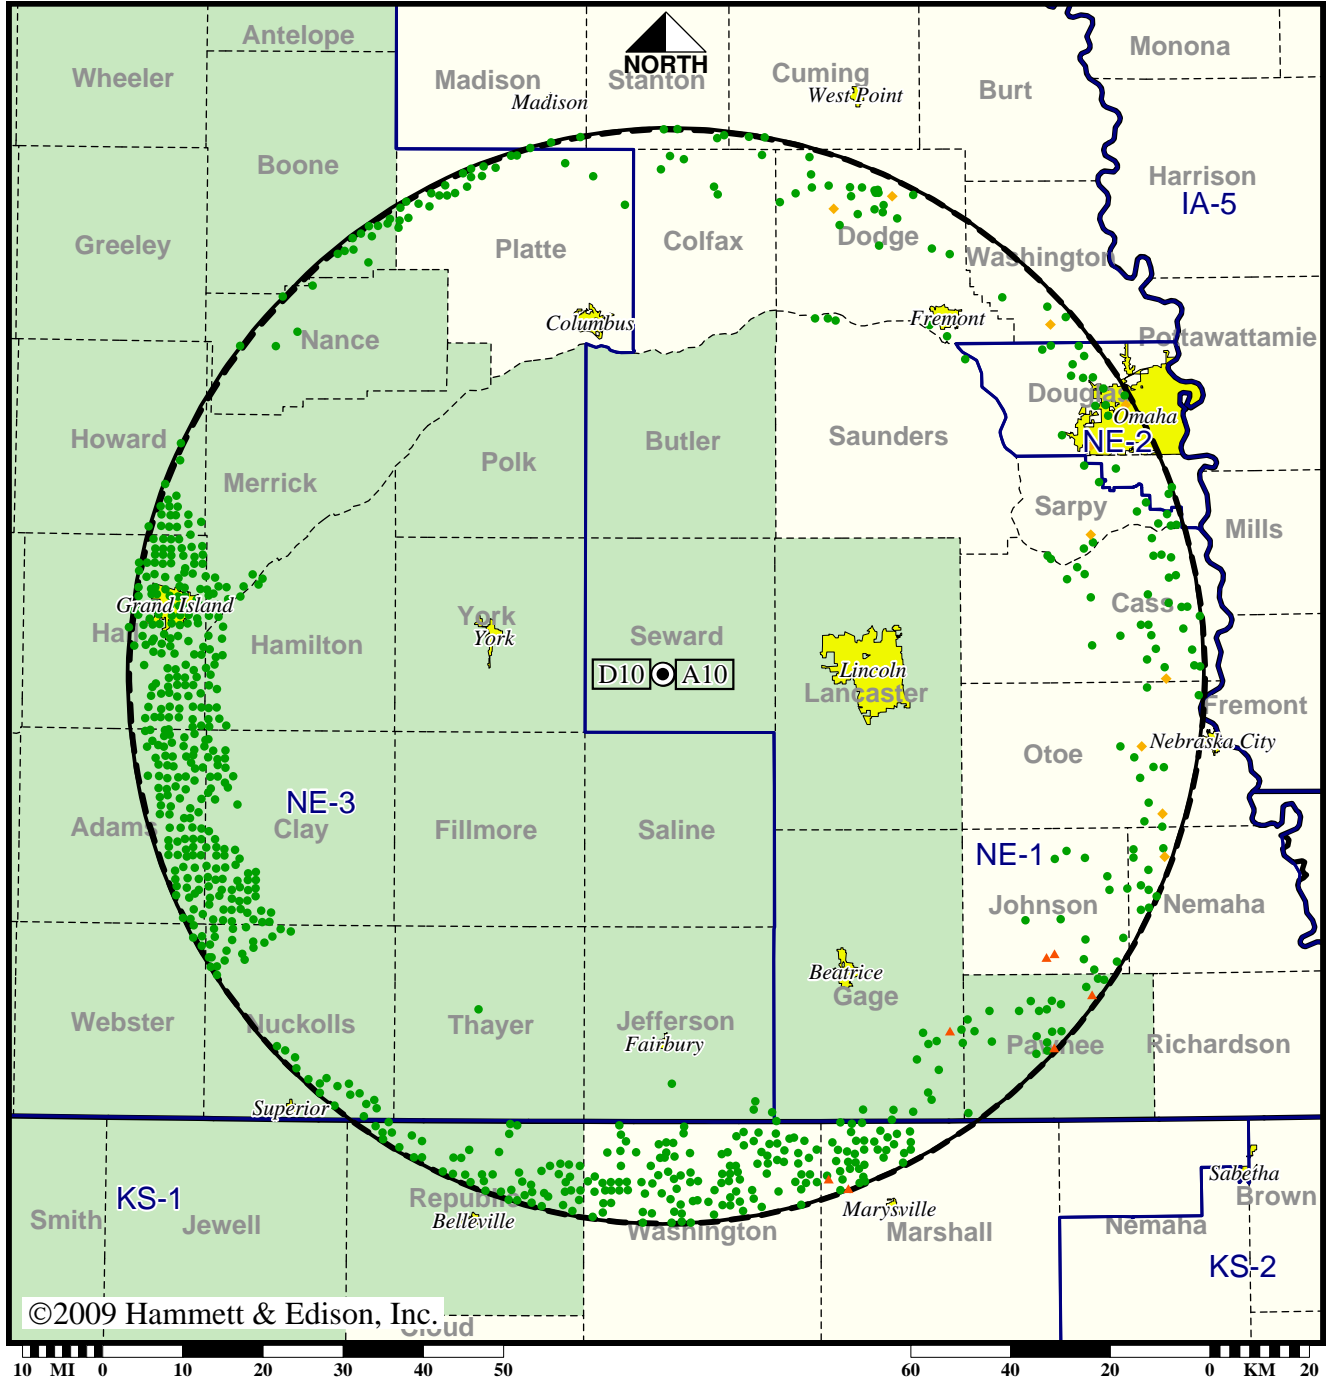 Antelope
Wheeler
Madison
Madison
NORTH
Stanton
Cuming
West Point
Burt
Monona
Boone
Harrison
IA-5
Greeley
Platte
Colfax
Dodge
Washington
Nance
Columbus
Fremont
Pottawattamie
Howard
Merrick
Polk
Butler
Saunders
Douglas
Omaha
NE-2
Sarpy
Mills
Grand Island
Hall
Hamilton
York
York
Seward
Lincoln
Lancaster
Cass
D10
A10
Fremont
Otoe
Nebraska City
NE-3
Adams
Clay
Fillmore
Saline
NE-1
Johnson
Nemaha
Beatrice
Gage
Webster
Nuckolls
Thayer
Jefferson
Fairbury
Pawnee
Richardson
Superior
KS-1
Smith
Jewell
Republic
Belleville
Washington
Marysville
Marshall
Nemaha
Sabetha
Brown
KS-2
©2009 Hammett & Edison, Inc.
Cloud
10 MI 0 10 20 30 40 50
60 40 20 0 KM 20